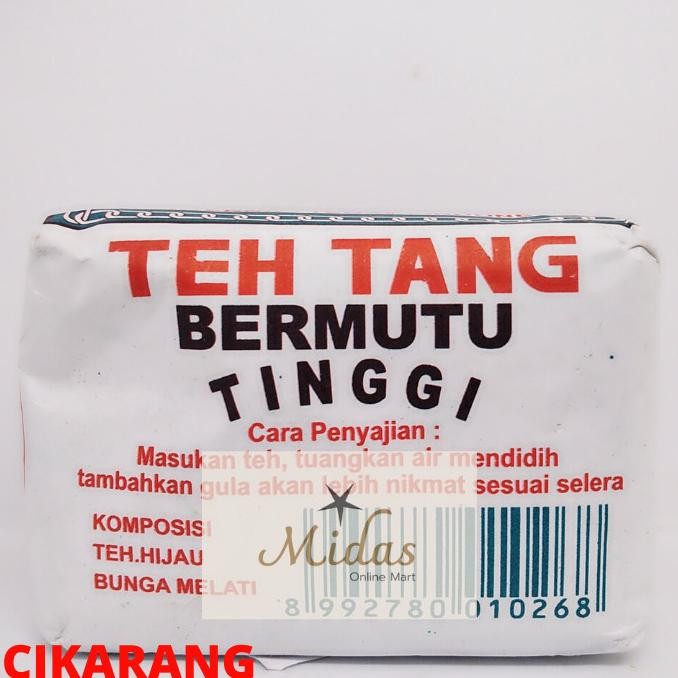 TEH TANG
BERMUTU
TINGGI
Cara Penyajian :
Masukan teh, tuangkan air mendidih
tambahkan gula akan lebih nikmat sesuai selera
KOMPOSISI
TEH.HIJAU
BUNGA MELATI
Midas
Online Mart
8 992780 010268
CIKARANG